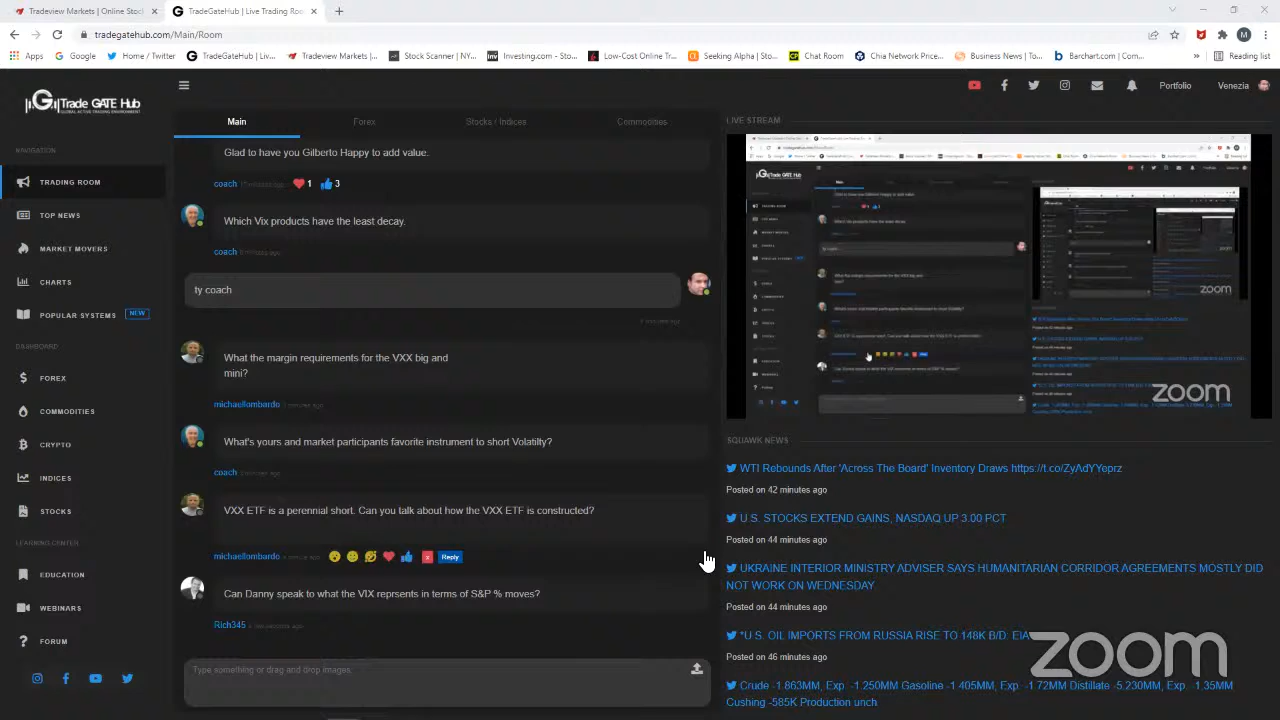 Tradeview Markets | Online Stock
TradeGateHub | Live Trading Roo
tradegatehub.com/Main/Room
M
Apps
Google
Home / Twitter
TradeGateHub | Liv...
Tradeview Markets |...
Stock Scanner | NY...
Investing.com - Sto...
Low-Cost Online Tr...
Seeking Alpha | Sto...
Chat Room
Chia Network Price...
Business News | To...
Barchart.com | Com...
»
Reading list
Trade GATE Hub
GLOBAL ACTIVE TRADING ENVIRONMENT
Portfolio
Venezia
NAVIGATION
TRADING ROOM
TOP NEWS
MARKET MOVERS
CHARTS
POPULAR SYSTEMS NEW
DASHBOARD
FOREX
COMMODITIES
CRYPTO
INDICES
STOCKS
LEARNING CENTER
EDUCATION
WEBINARS
FORUM
Main
Forex
Stocks / Indices
Commodities
Glad to have you Gilberto Happy to add value.
coach 1 3
Which Vix products have the least decay,
coach
ty coach
What the margin requirements for the VXX big and
mini?
michaellombardo
What's yours and market participants favorite instrument to short Volatiilty?
coach
VXX ETF is a perennial short. Can you talk about how the VXX ETF is constructed?
michaellombardo x Reply
Can Danny speak to what the VIX reprsents in terms of S&P % moves?
Rich345 a few seconds ago
Type something or drag and drop images.
LIVE STREAM
zoom
zoom
SQUAWK NEWS
WTI Rebounds After 'Across The Board' Inventory Draws https://t.co/ZyAdYYeprz
Posted on 42 minutes ago
U.S. STOCKS EXTEND GAINS, NASDAQ UP 3.00 PCT
Posted on 44 minutes ago
UKRAINE INTERIOR MINISTRY ADVISER SAYS HUMANITARIAN CORRIDOR AGREEMENTS MOSTLY DID
NOT WORK ON WEDNESDAY
Posted on 44 minutes ago
*U.S. OIL IMPORTS FROM RUSSIA RISE TO 148K B/D: EIA
Posted on 46 minutes ago
Crude -1.863MM, Exp. -1.250MM Gasoline -1.405MM, Exp. -1.72MM Distillate -5.230MM, Exp. 1.35MM
Cushing -585K Production unch
zoom